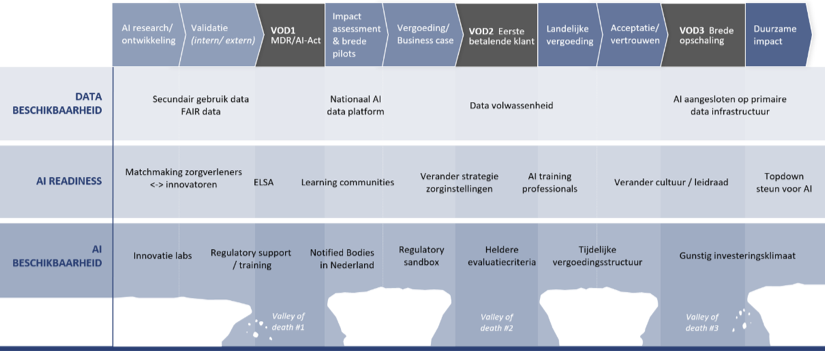 AI research/
ontwikkeling
Validatie
(intern/ extern)
VOD1
MDR/AI-Act
Impact
assessment
& brede
pilots
Vergoeding/
Business case
VOD2 Eerste
betalende klant
Landelijke
vergoeding
Acceptatie/
vertrouwen
VOD3 Brede
opschaling
Duurzame
impact
DATA
BESCHIKBAARHEID
Secundair gebruik data
FAIR data
Nationaal AI
data platform
Data volwassenheid
AI aangesloten op primaire
data infrastructuur
AI READINESS
Matchmaking zorgverleners
<-> innovatoren
ELSA
Learning communities
Verander strategie
zorginstellingen
AI training
professionals
Verander cultuur / leidraad
Topdown
steun voor AI
AI
BESCHIKBAARHEID
Innovatie labs
Regulatory support
/ training
Notified Bodies
in Nederland
Regulatory
sandbox
Heldere
evaluatiecriteria
Tijdelijke
vergoedingsstructuur
Gunstig investeringsklimaat
Valley of
death #1
Valley of
death #2
Valley of
death #3